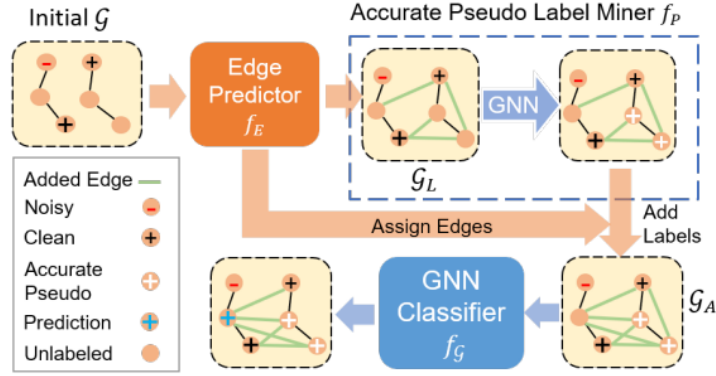 Initial 𝒢
Accurate Pseudo Label Miner f_P
Edge
Predictor
f_E
GNN
𝒢_L
Added Edge
Noisy
Clean
Accurate
Pseudo
Prediction
Unlabeled
Assign Edges
Add
Labels
GNN
Classifier
f_𝒢
𝒢_A